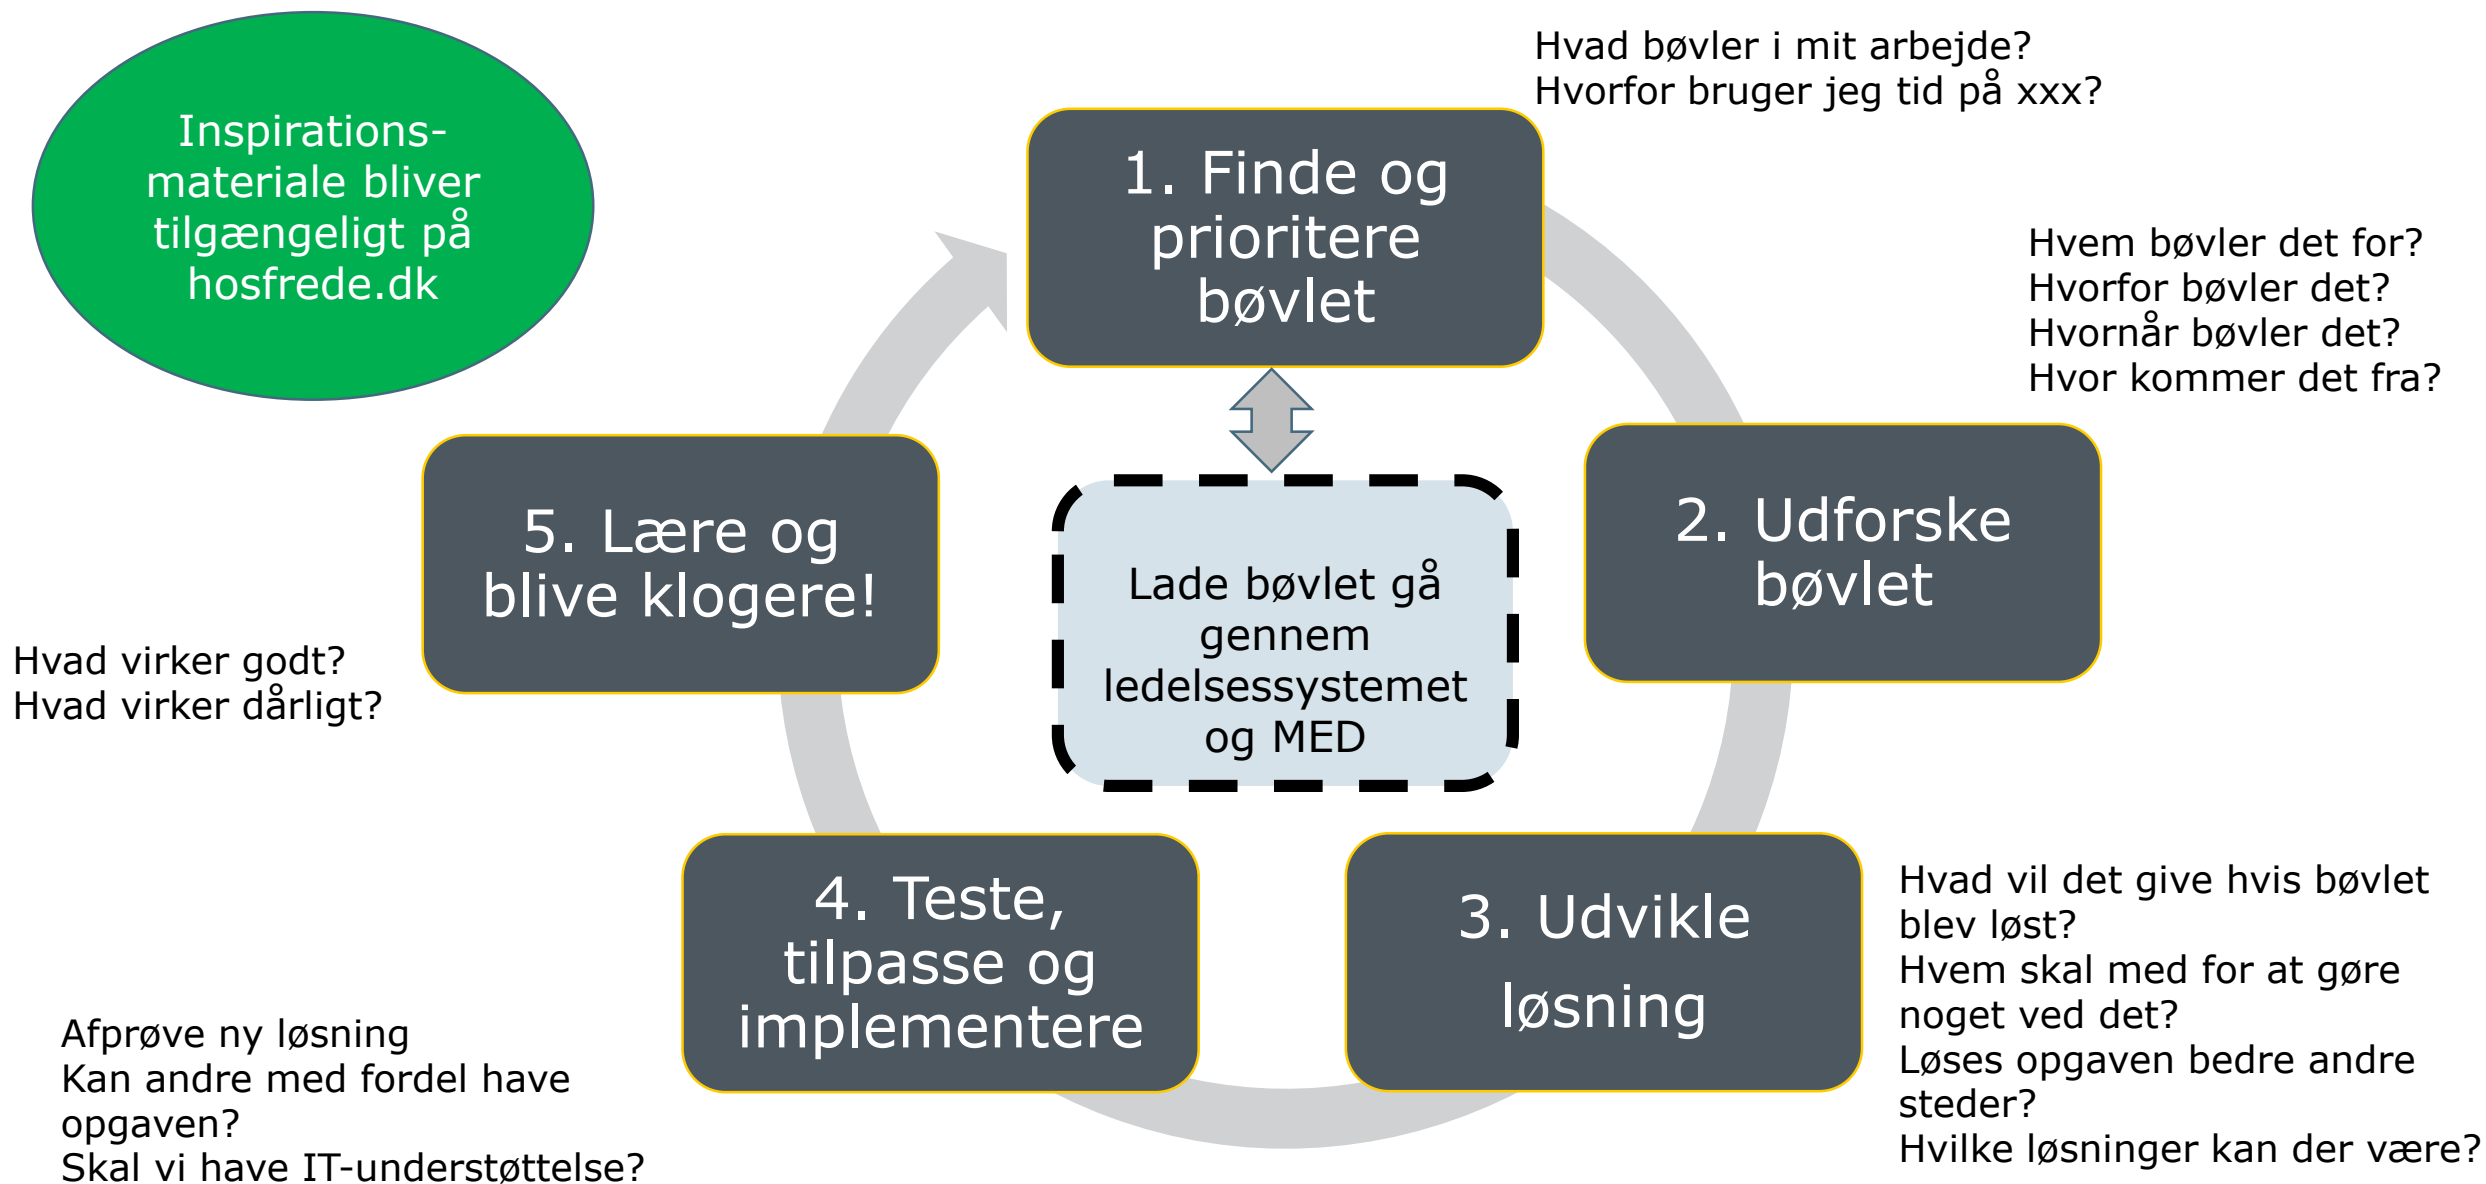 Inspirations-
materiale bliver
tilgængeligt på
hosfrede.dk
Hvad bøvler i mit arbejde?
Hvorfor bruger jeg tid på xxx?
1. Finde og
prioritere
bøvlet
Hvem bøvler det for?
Hvorfor bøvler det?
Hvornår bøvler det?
Hvor kommer det fra?
2. Udforske
bøvlet
Lade bøvlet gå
gennem
ledelsessystemet
og MED
3. Udvikle
løsning
Hvad vil det give hvis bøvlet
blev løst?
Hvem skal med for at gøre
noget ved det?
Løses opgaven bedre andre
steder?
Hvilke løsninger kan der være?
4. Teste,
tilpasse og
implementere
Afprøve ny løsning
Kan andre med fordel have
opgaven?
Skal vi have IT-understøttelse?
5. Lære og
blive klogere!
Hvad virker godt?
Hvad virker dårligt?